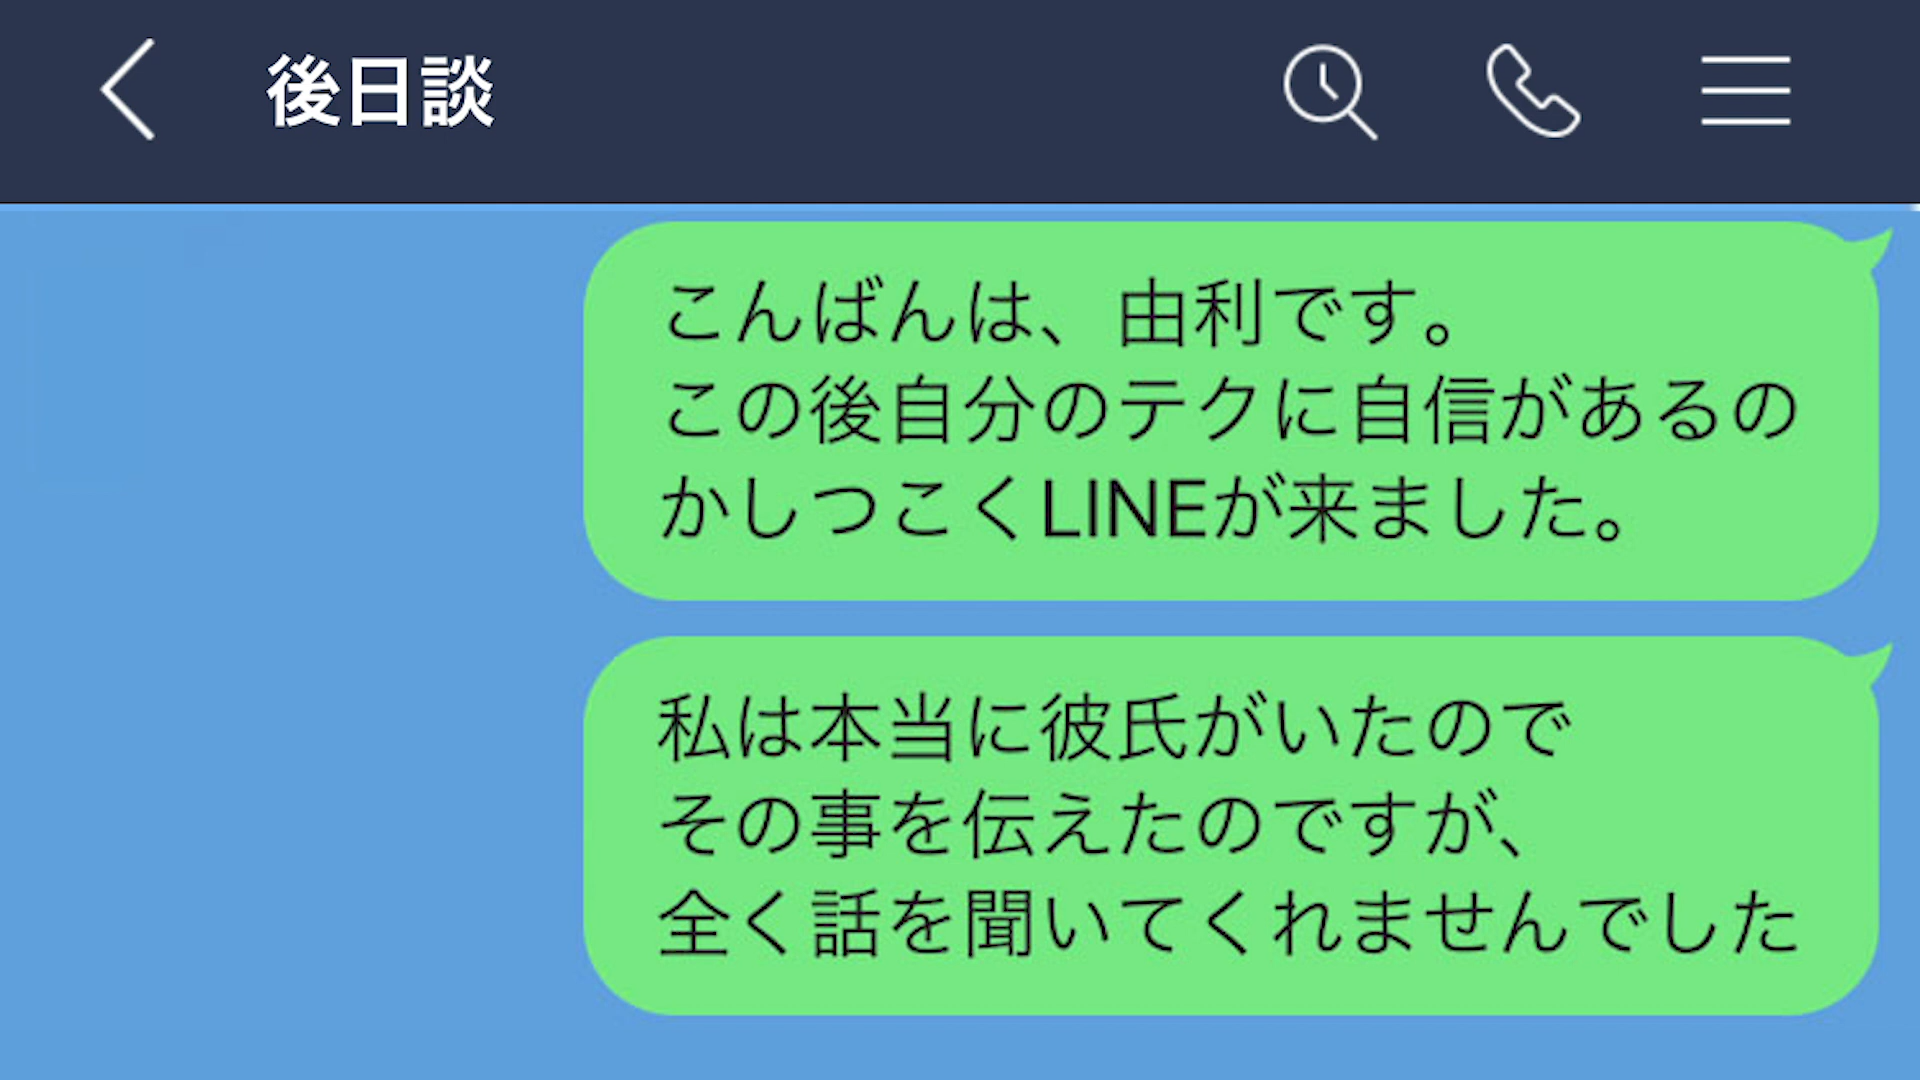 後日談
こんばんは、由利です。
この後自分のテクに自信があるの
かしつこくLINEが来ました。
私は本当に彼氏がいたので
その事を伝えたのですが、
全く話を聞いてくれませんでした